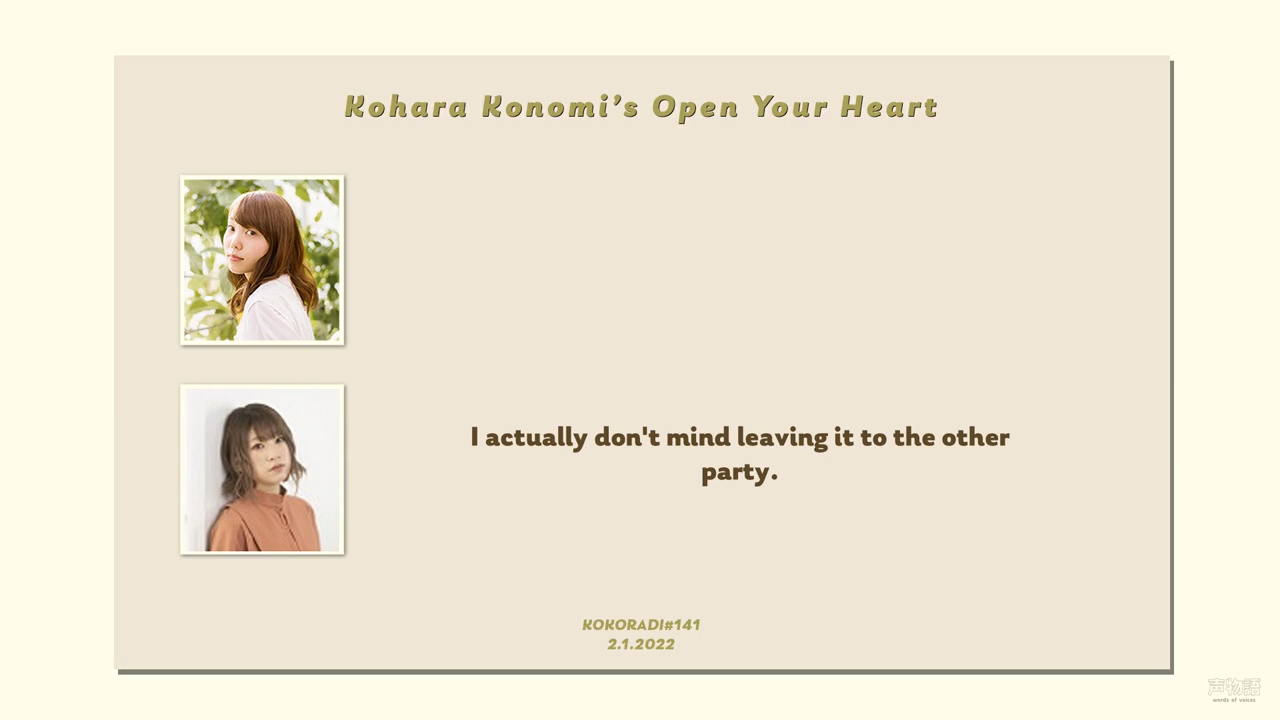 Kohara Konomi's Open Your Heart
I actually don't mind leaving it to the other
party.
KOKORADI#141
2.1.2022
声物語
words of voices